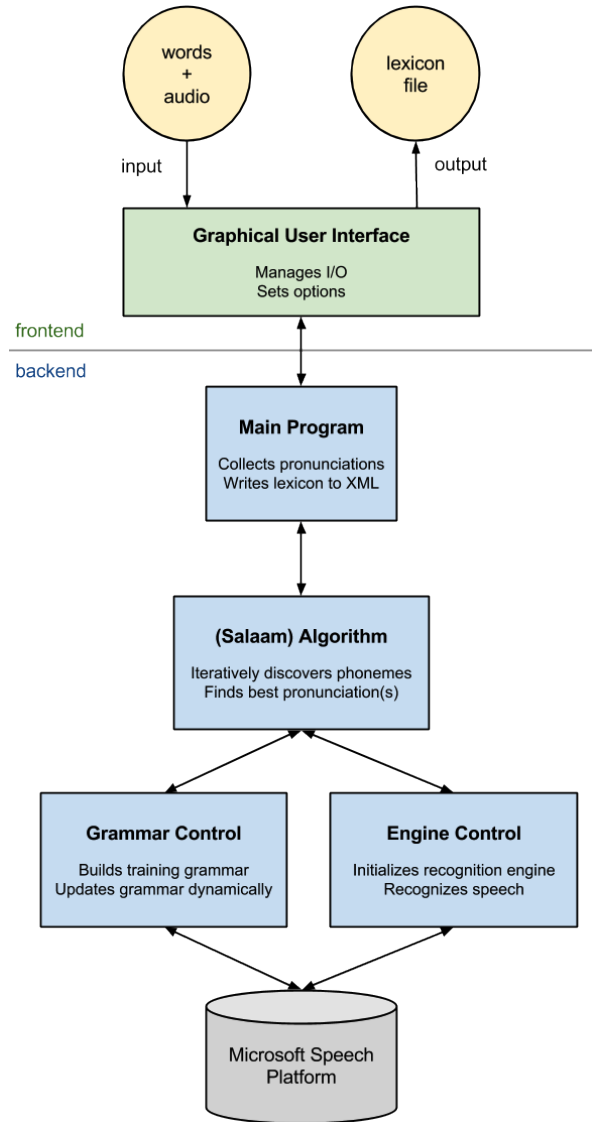 words
+
audio
lexicon
file
input
output
Graphical User Interface
Manages I/O
Sets options
frontend
backend
Main Program
Collects pronunciations
Writes lexicon to XML
(Salaam) Algorithm
Iteratively discovers phonemes
Finds best pronunciation(s)
Grammar Control
Builds training grammar
Updates grammar dynamically
Engine Control
Initializes recognition engine
Recognizes speech
Microsoft Speech
Platform